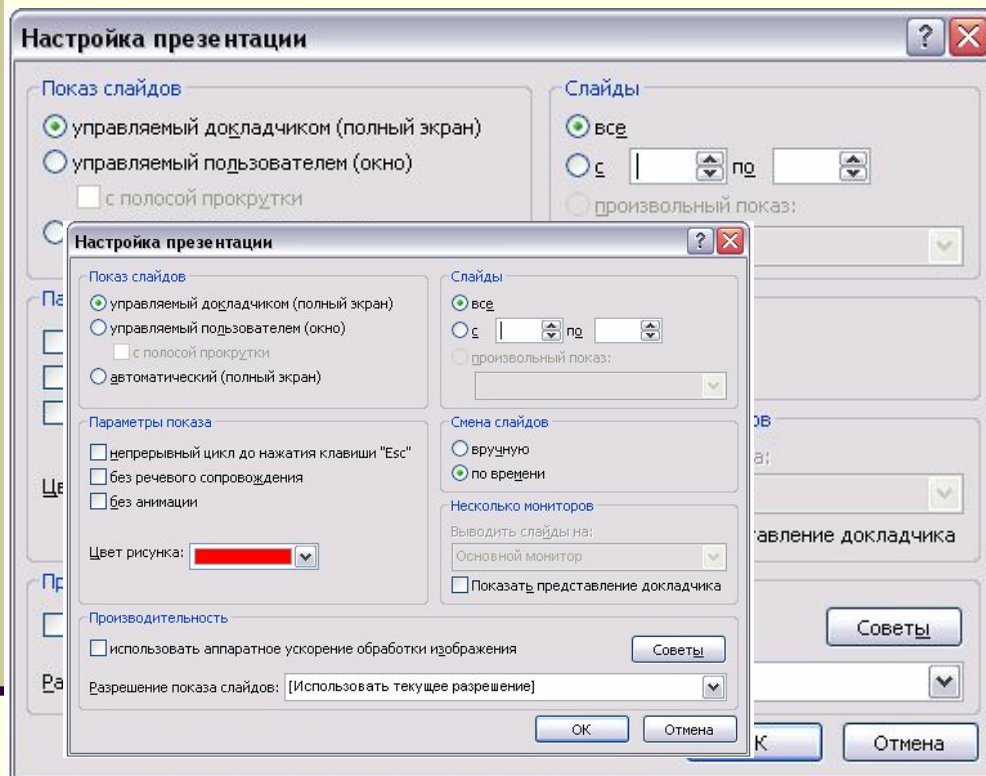 Настройка презентации
Показ слайдов
управляемый докладчиком (полный экран)
управляемый пользователем (окно)
с полосой прокрутки
Слайды
все
с по
произвольный показ:
Настройка презентации
Показ слайдов
управляемый докладчиком (полный экран)
управляемый пользователем (окно)
с полосой прокрутки
автоматический (полный экран)
Слайды
все
с по
произвольный показ:
Параметры показа
непрерывный цикл до нажатия клавиши "Esc"
без речевого сопровождения
без анимации
Цвет рисунка:
Смена слайдов
вручную
по времени
Несколько мониторов
Выводить слайды на:
Основной монитор
Показать представление докладчика
Производительность
использовать аппаратное ускорение обработки изображения
Советы
Разрешение показа слайдов: [Использовать текущее разрешение]
ОК Отмена
докладчика
Советы
Отмена